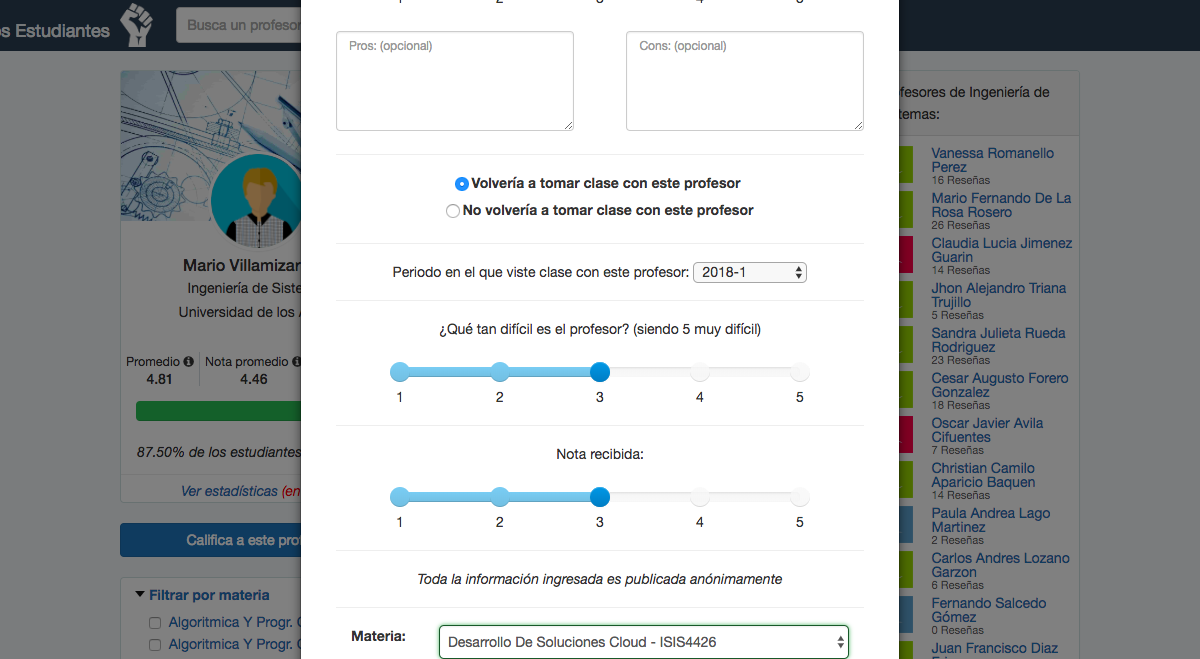 os Estudiantes
Busca un profesor
1 2 3 4 5
Pros: (opcional)
Cons: (opcional)
Volvería a tomar clase con este profesor
No volvería a tomar clase con este profesor
Periodo en el que viste clase con este profesor: 2018-1
¿Qué tan difícil es el profesor? (siendo 5 muy difícil)
1 2 3 4 5
Nota recibida:
1 2 3 4 5
Toda la información ingresada es publicada anónimamente
Materia: Desarrollo De Soluciones Cloud - ISIS4426
Mario Villamizar
Ingeniería de Siste
Universidad de los
Promedio
4.81
Nota promedio
4.46
87.50% de los estudiantes
Ver estadísticas (en
Califica a este prof
Filtrar por materia
Algoritmica Y Progr.
Algoritmica Y Progr.
ofesores de Ingeniería de
temas:
Vanessa Romanello
Perez
16 Reseñas
Mario Fernando De La
Rosa Rosero
26 Reseñas
Claudia Lucia Jimenez
Guarin
14 Reseñas
Jhon Alejandro Triana
Trujillo
5 Reseñas
Sandra Julieta Rueda
Rodriguez
23 Reseñas
Cesar Augusto Forero
Gonzalez
18 Reseñas
Oscar Javier Avila
Cifuentes
7 Reseñas
Christian Camilo
Aparicio Baquen
14 Reseñas
Paula Andrea Lago
Martinez
2 Reseñas
Carlos Andres Lozano
Garzon
6 Reseñas
Fernando Salcedo
Gómez
0 Reseñas
Juan Francisco Diaz